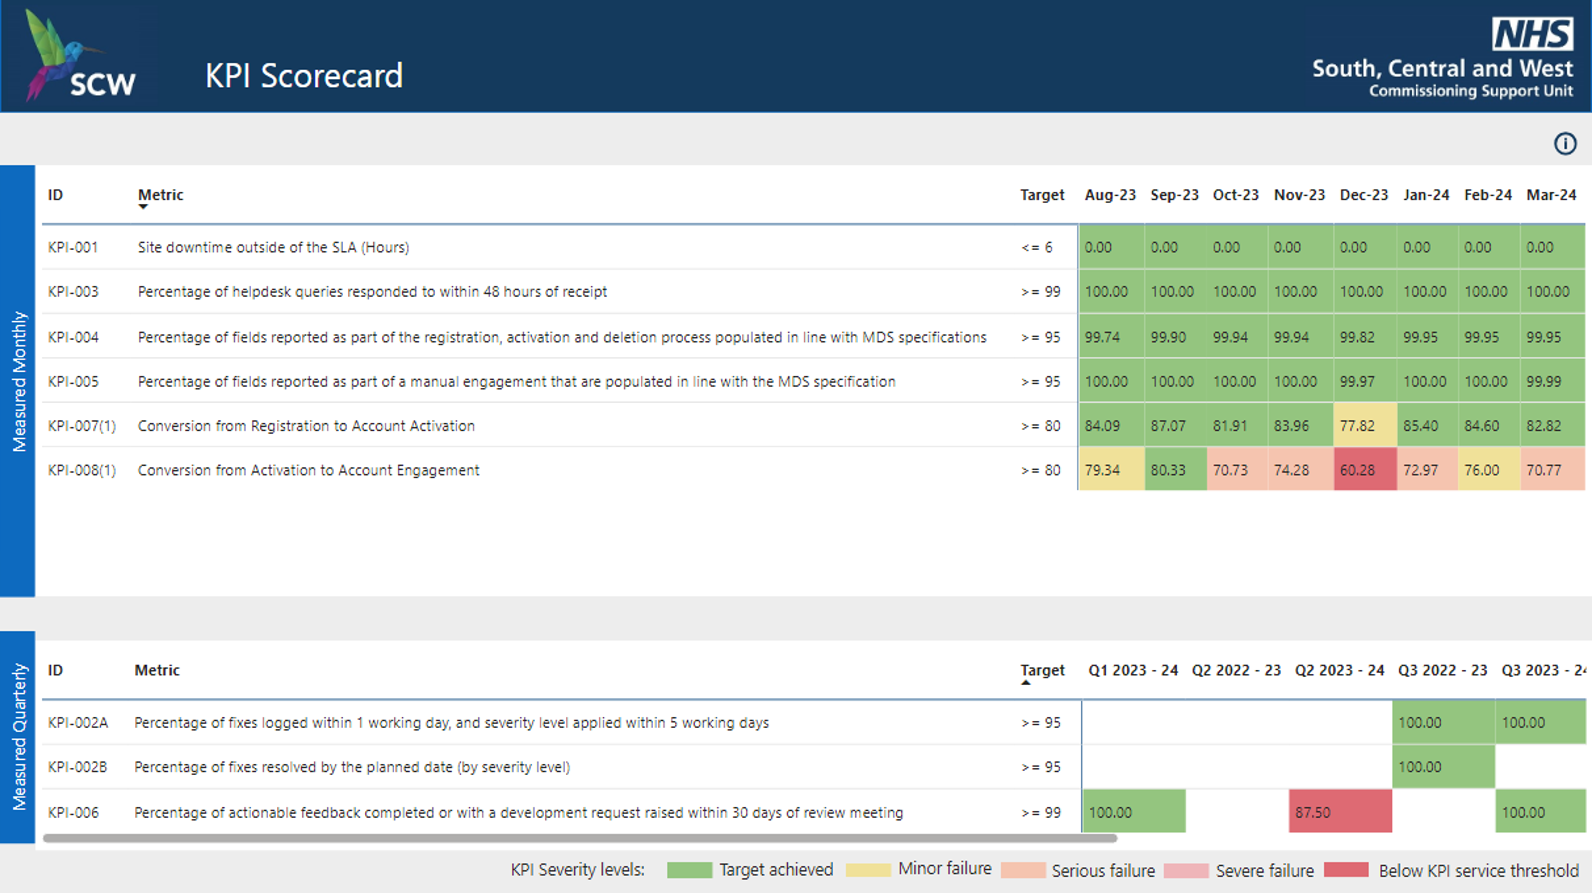 SCW
KPI Scorecard
NHS
South, Central and West
Commissioning Support Unit
Measured Monthly
ID Metric Target Aug-23 Sep-23 Oct-23 Nov-23 Dec-23 Jan-24 Feb-24 Mar-24
KPI-001 Site downtime outside of the SLA (Hours) <= 6 0.00 0.00 0.00 0.00 0.00 0.00 0.00 0.00
KPI-003 Percentage of helpdesk queries responded to within 48 hours of receipt >= 99 100.00 100.00 100.00 100.00 100.00 100.00 100.00 100.00
KPI-004 Percentage of fields reported as part of the registration, activation and deletion process populated in line with MDS specifications >= 95 99.74 99.90 99.94 99.94 99.82 99.95 99.95 99.95
KPI-005 Percentage of fields reported as part of a manual engagement that are populated in line with the MDS specification >= 95 100.00 100.00 100.00 100.00 99.97 100.00 100.00 99.99
KPI-007(1) Conversion from Registration to Account Activation >= 80 84.09 87.07 81.91 83.96 77.82 85.40 84.60 82.82
KPI-008(1) Conversion from Activation to Account Engagement >= 80 79.34 80.33 70.73 74.28 60.28 72.97 76.00 70.77
Measured Quarterly
ID Metric Target Q1 2023 - 24 Q2 2022 - 23 Q2 2023 - 24 Q3 2022 - 23 Q3 2023 - 24
KPI-002A Percentage of fixes logged within 1 working day, and severity level applied within 5 working days >= 95 100.00 100.00
KPI-002B Percentage of fixes resolved by the planned date (by severity level) >= 95 100.00
KPI-006 Percentage of actionable feedback completed or with a development request raised within 30 days of review meeting >= 99 100.00 87.50 100.00
KPI Severity levels: Target achieved Minor failure Serious failure Severe failure Below KPI service threshold